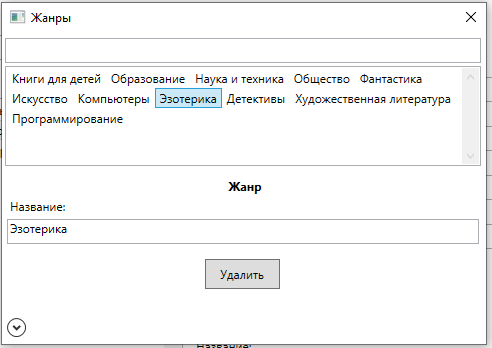 Жанры
Книги для детей Образование Наука и техника Общество Фантастика
Искусство Компьютеры Эзотерика Детективы Художественная литература
Программирование
Жанр
Название:
Эзотерика
Удалить
Название: